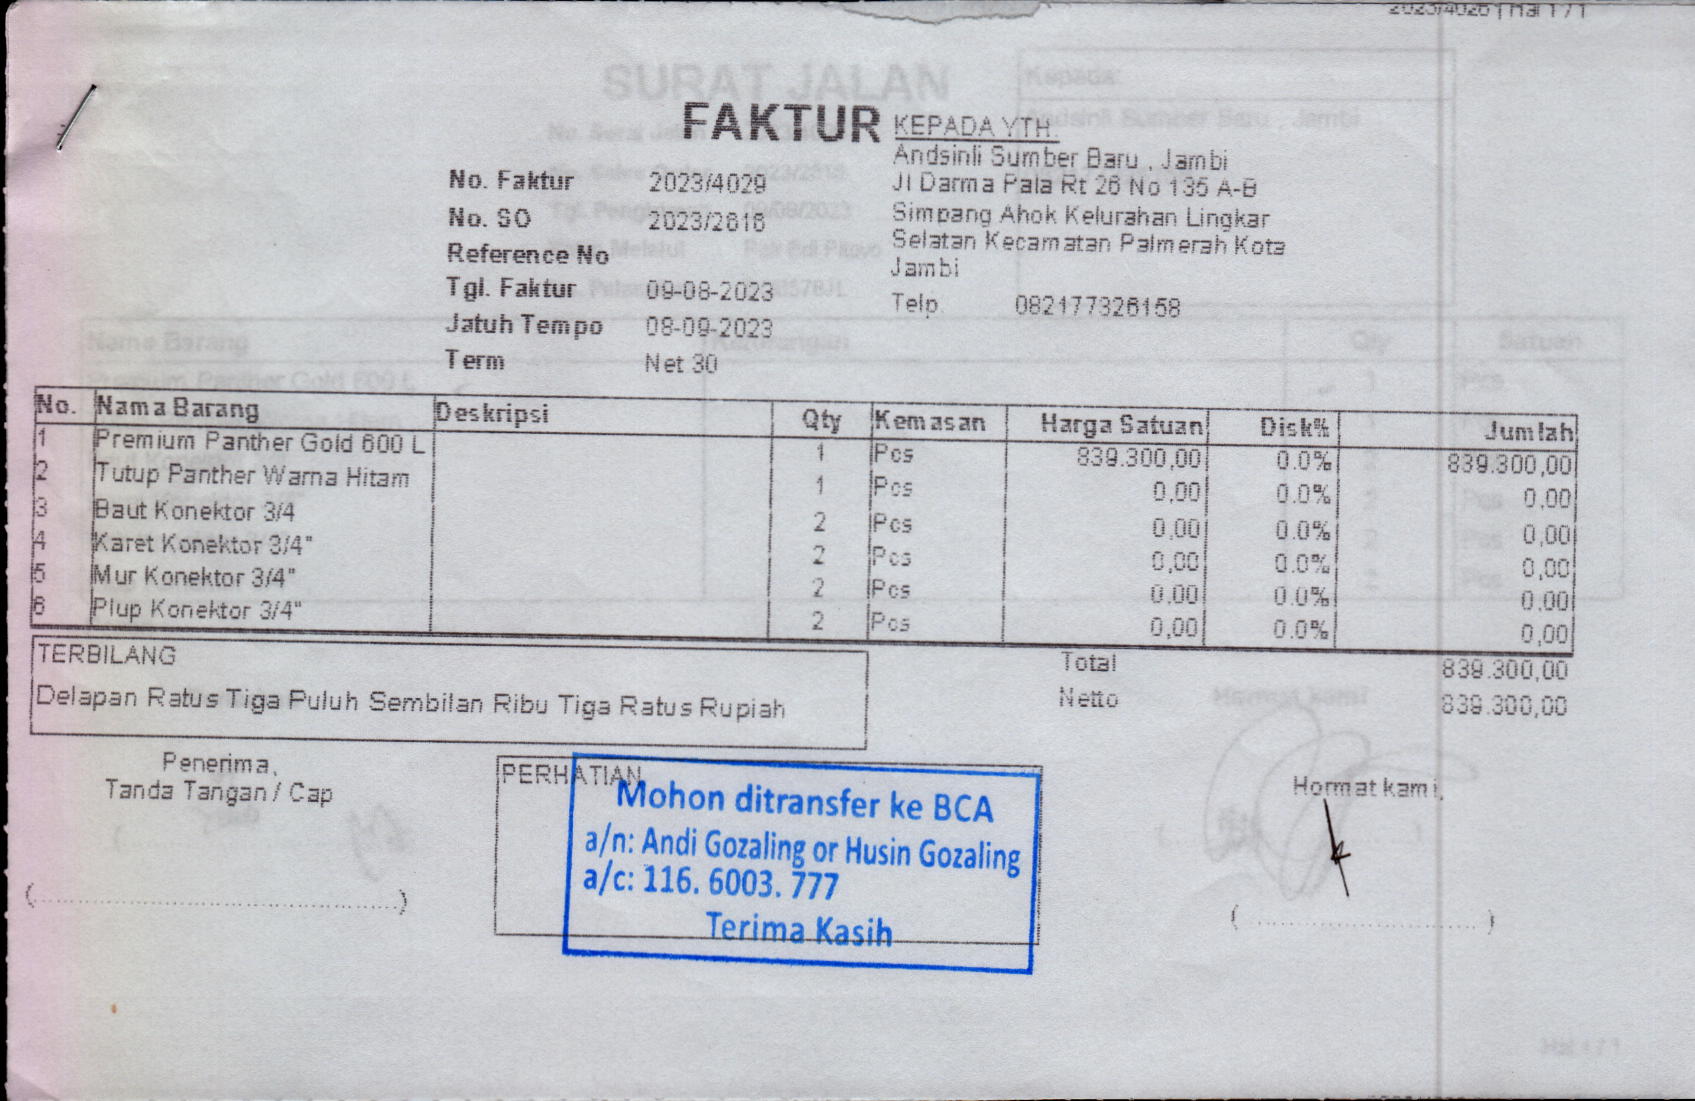 FAKTUR
KEPADA YTH.
Andsinli Sumber Baru , Jambi
Jl Darma Pala Rt 26 No 135 A-B
Simpang Ahok Kelurahan Lingkar
Selatan Kecamatan Palmerah Kota
Jambi
Telp 082177326158
No. Faktur 2023/4029
No. SO 2023/2816
Reference No
Tgl. Faktur 09-08-2023
Jatuh Tempo 08-09-2023
Term Net 30
No. Nama Barang Deskripsi Qty Kemasan Harga Satuan Disk% Jumlah
1 Premium Panther Gold 600 L 1 Pcs 839.300,00 0.0% 839.300,00
2 Tutup Panther Warna Hitam 1 Pcs 0,00 0.0% 0,00
3 Baut Konektor 3/4 2 Pcs 0,00 0.0% 0,00
4 Karet Konektor 3/4" 2 Pcs 0,00 0.0% 0,00
5 Mur Konektor 3/4" 2 Pcs 0,00 0.0% 0,00
6 Plup Konektor 3/4" 2 Pcs 0,00 0.0% 0,00
TERBILANG
Delapan Ratus Tiga Puluh Sembilan Ribu Tiga Ratus Rupiah
Total 839.300,00
Netto 839.300,00
Penerima,
Tanda Tangan / Cap
PERHATIAN
Mohon ditransfer ke BCA
a/n: Andi Gozaling or Husin Gozaling
a/c: 116. 6003. 777
Terima Kasih
Hormat kami,